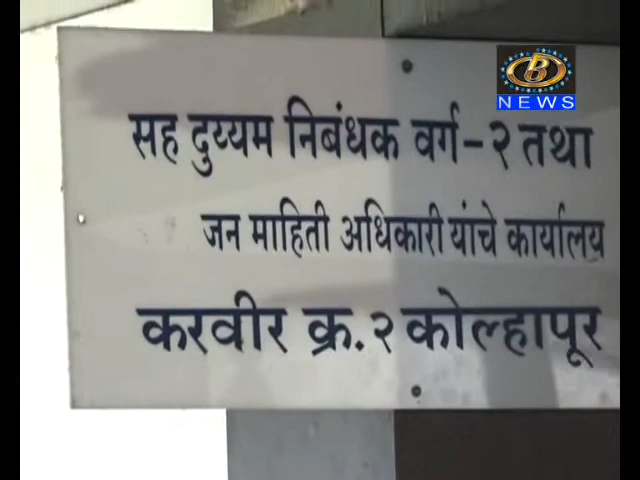 B
NEWS
सह दुय्यम निबंधक वर्ग-२ तथा
जन माहिती अधिकारी यांचे कार्यालय
करवीर क्र.२ कोल्हापूर